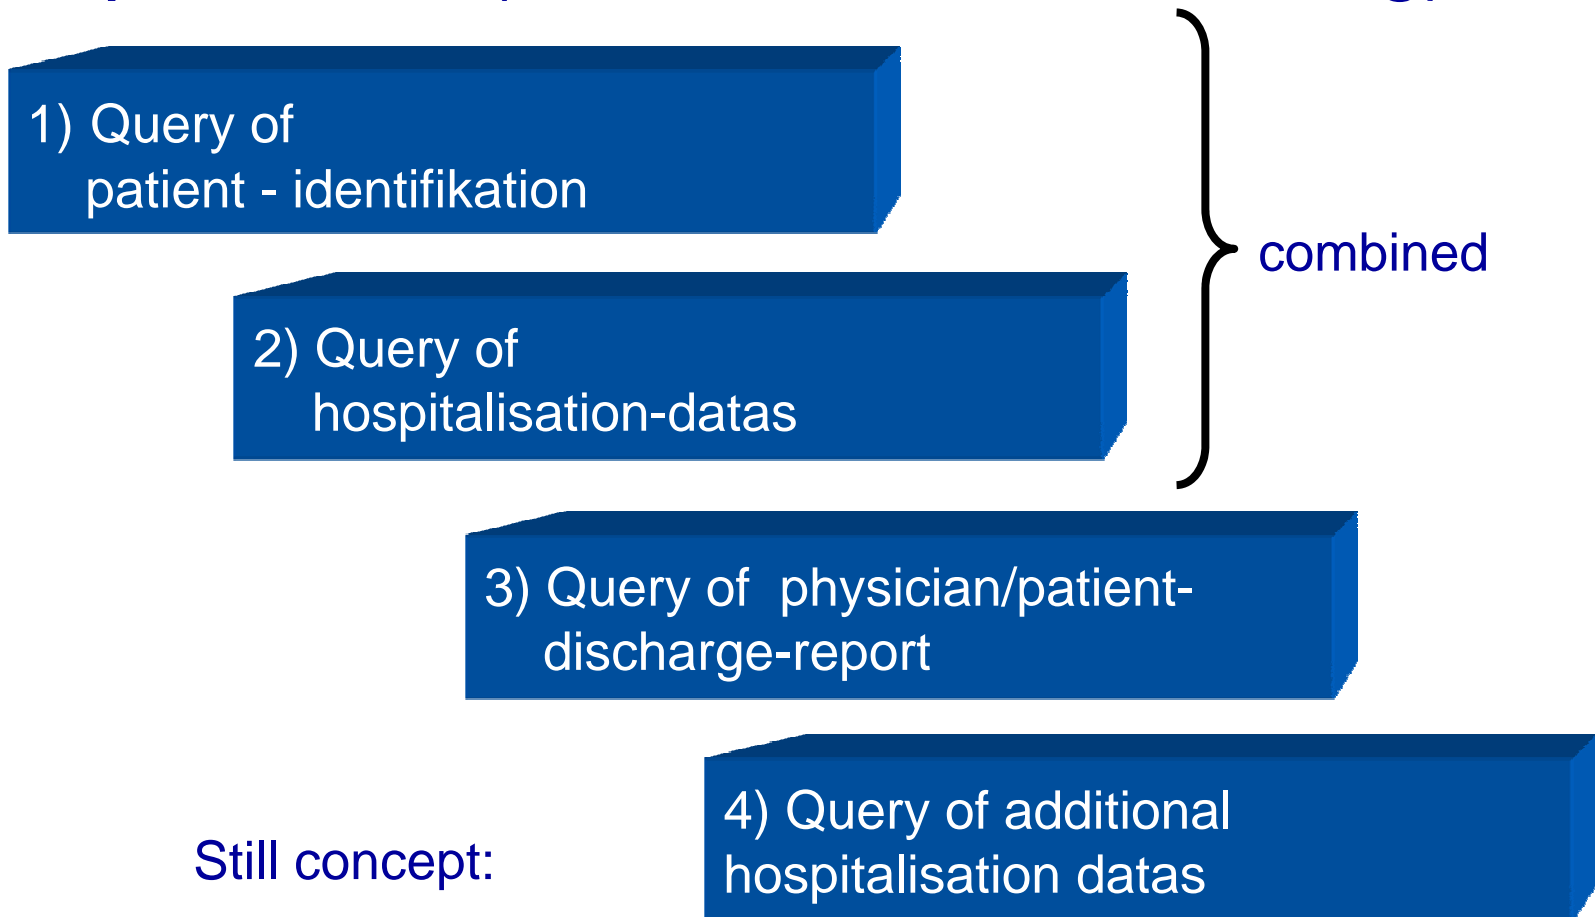 1) Query of
patient - identifikation
combined
2) Query of
hospitalisation-datas
3) Query of physician/patient-
discharge-report
4) Query of additional
hospitalisation datas
Still concept: